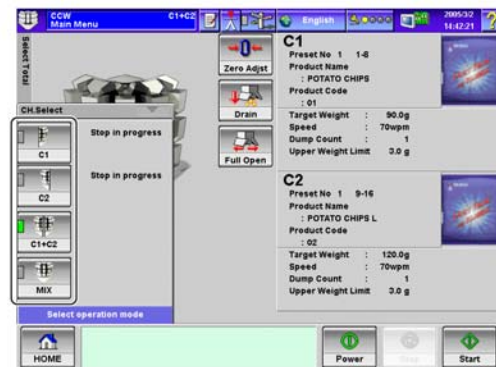 CCW
Main Menu
C1+C2
English
2005/3/2
14:42:21
Select Total
Zero Adjst
Drain
Full Open
CH.Select
C1
Stop in progress
C2
Stop in progress
C1+C2
MIX
Select operation mode
C1
Preset No 1 1-8
Product Name
: POTATO CHIPS
Product Code
: 01
Target Weight : 90.0g
Speed : 70wpm
Dump Count : 1
Upper Weight Limit 3.0 g
C2
Preset No 1 9-16
Product Name
: POTATO CHIPS L
Product Code
: 02
Target Weight : 120.0g
Speed : 70wpm
Dump Count : 1
Upper Weight Limit 3.0 g
HOME
Power
Stop
Start